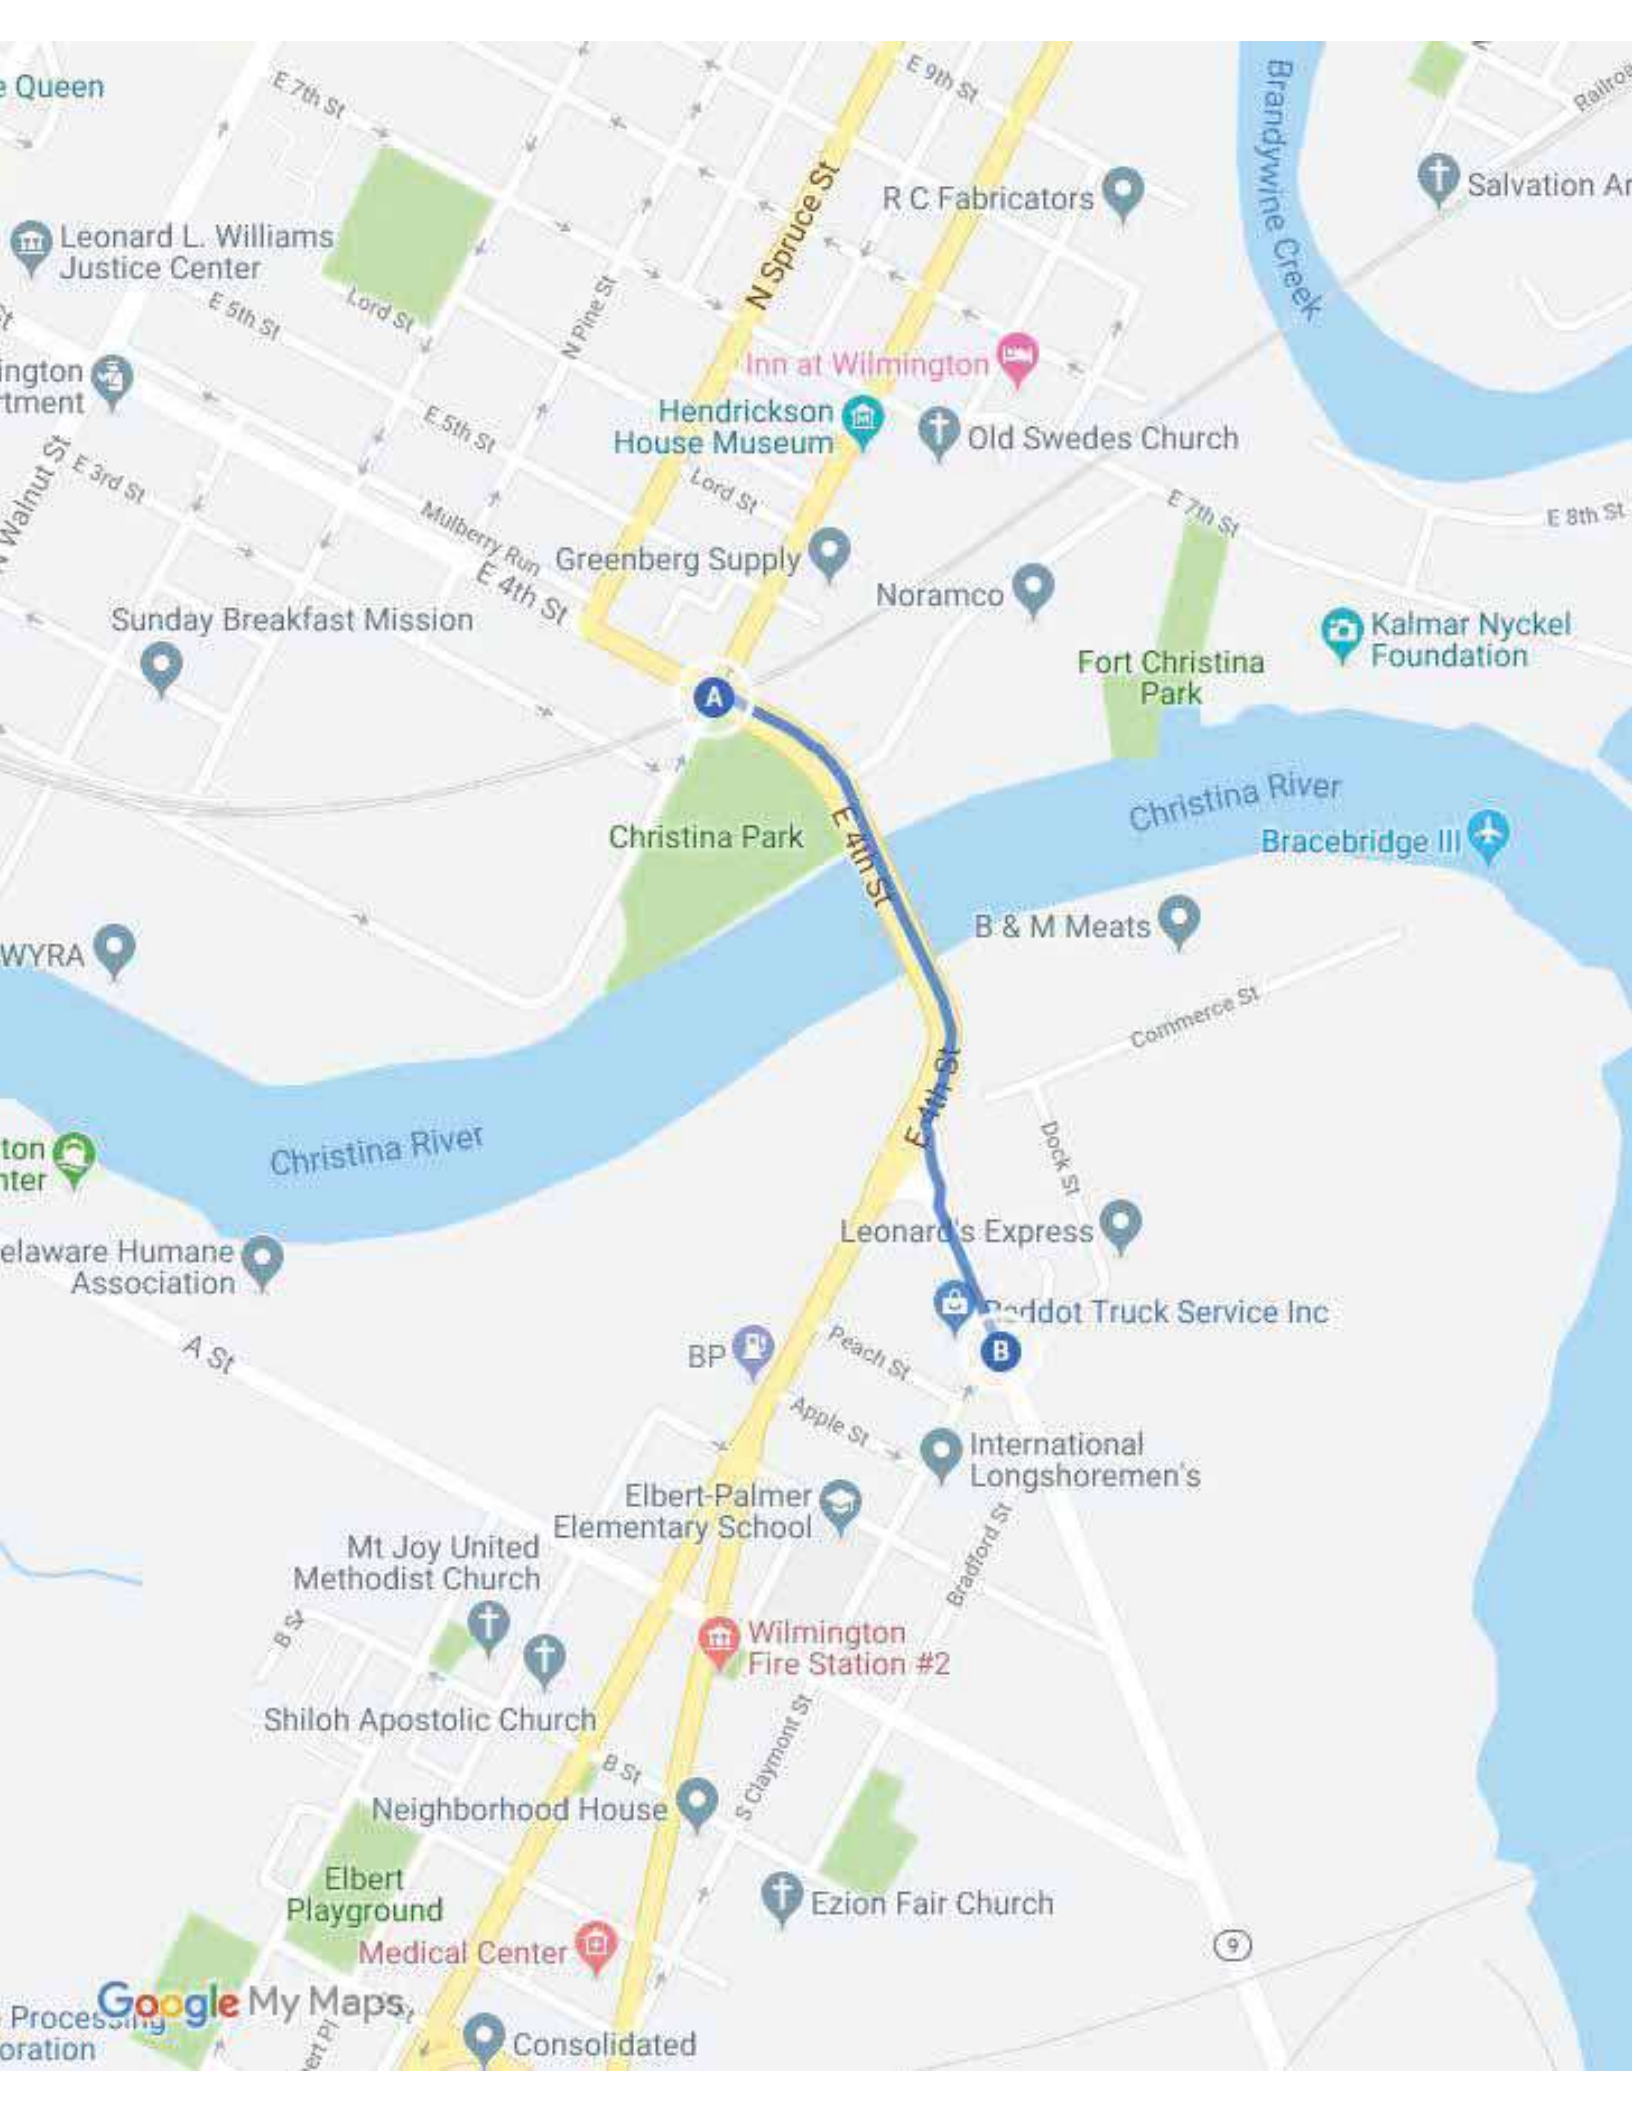 e Queen
E 7th St
E 9th St
Brandywine Creek
Salvation Ar
R C Fabricators
N Spruce St
Leonard L. Williams
Justice Center
E 5th St
Lord St
N Pine St
Inn at Wilmington
ington
rtment
Hendrickson
House Museum
Old Swedes Church
E 5th St
N Walnut St
E 3rd St
Lord St
E 7th St
E 8th St
Mulberry Run
E 4th St
Greenberg Supply
Noramco
Sunday Breakfast Mission
Kalmar Nyckel
Foundation
Fort Christina
Park
A
Christina River
Christina Park
E 4th St
Bracebridge III
B & M Meats
WYRA
Commerce St
E 4th St
Christina River
ton
nter
Dock St
Leonard's Express
elaware Humane
Association
Truck Service Inc
A St
BP
Peach St
B
Apple St
International
Longshoremen's
Elbert-Palmer
Elementary School
Mt Joy United
Methodist Church
Bradford St
B St
Wilmington
Fire Station #2
Shiloh Apostolic Church
S Claymont St
B St
Neighborhood House
Elbert
Playground
Ezion Fair Church
Medical Center
9
Google My Maps
Processing
oration
ert Pl
Consolidated